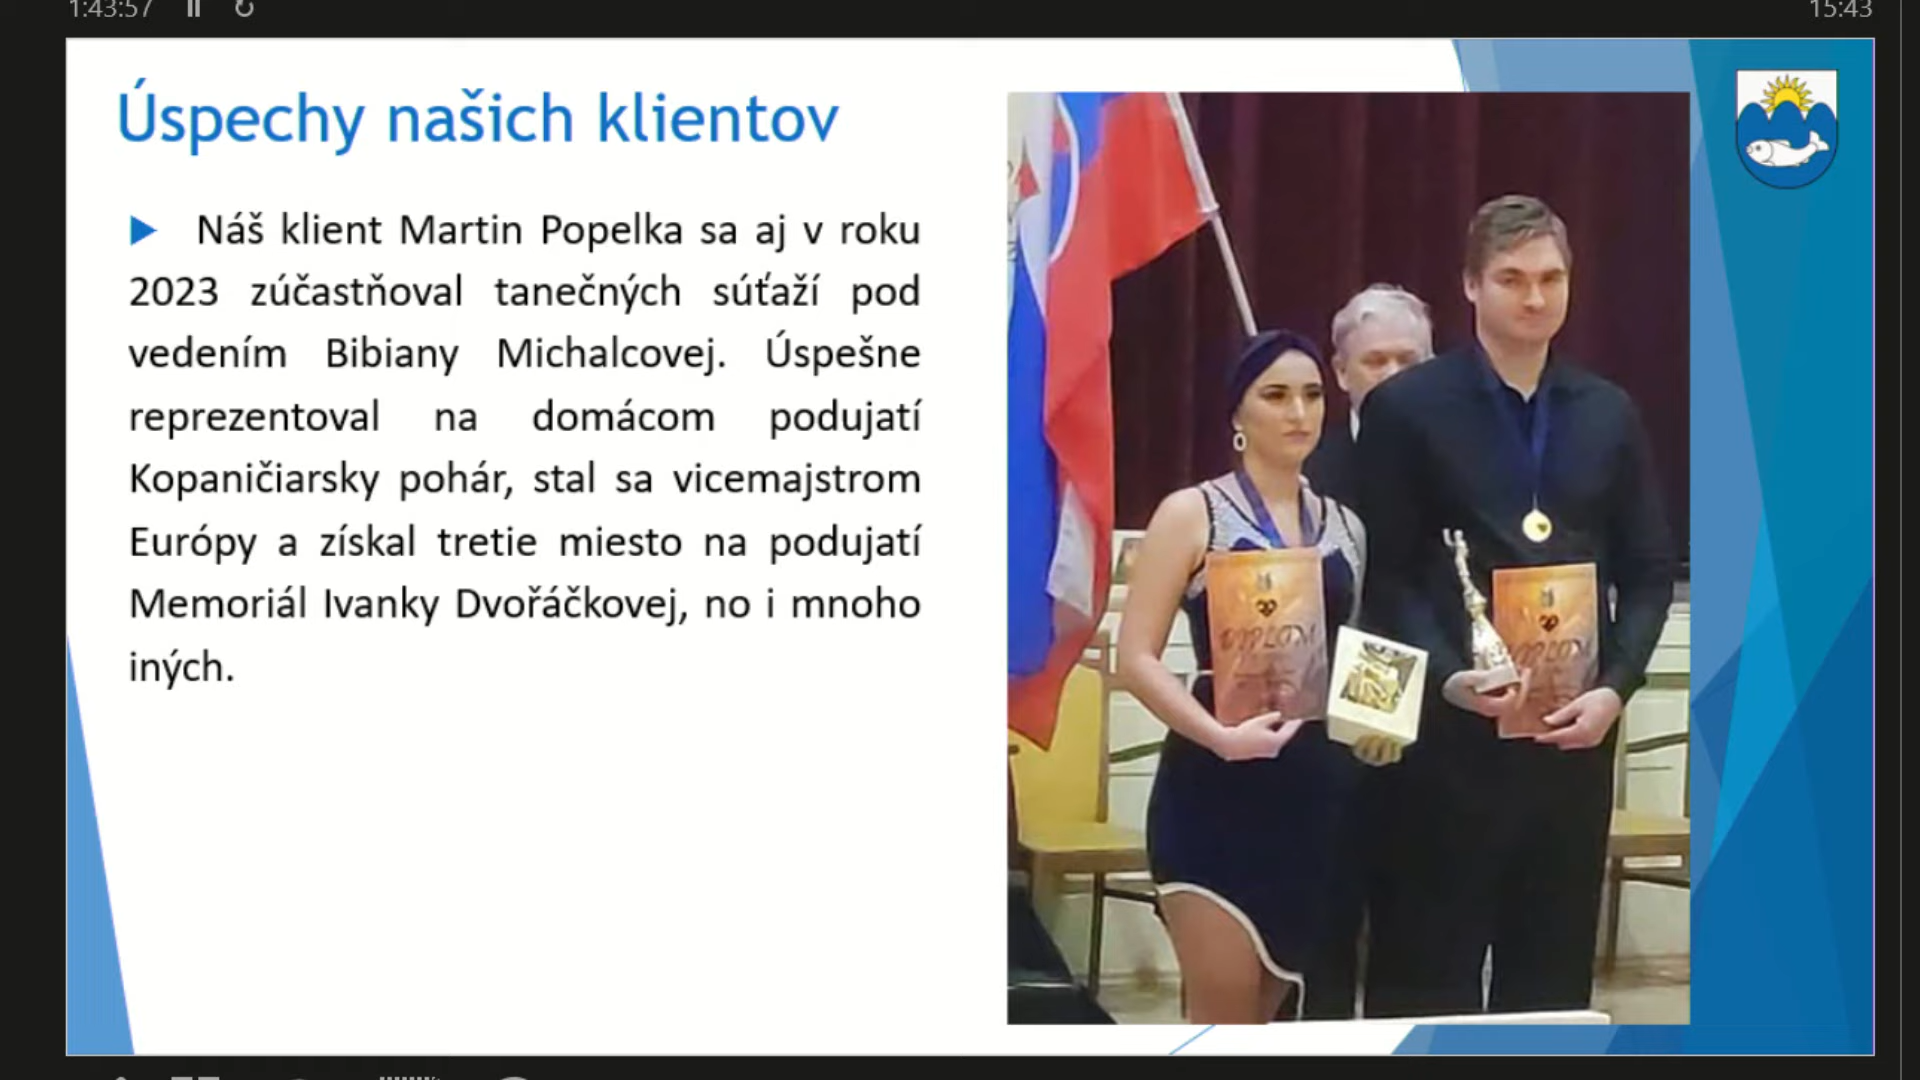 1:43:57
15:43
Úspechy našich klientov
Náš klient Martin Popelka sa aj v roku
2023 zúčastňoval tanečných súťaží pod
vedením Bibiany Michalcovej. Úspešne
reprezentoval na domácom podujatí
Kopaničiarsky pohár, stal sa vicemajstrom
Európy a získal tretie miesto na podujatí
Memoriál Ivanky Dvořáčkovej, no i mnoho
iných.
DIPLOM
DIPLOM